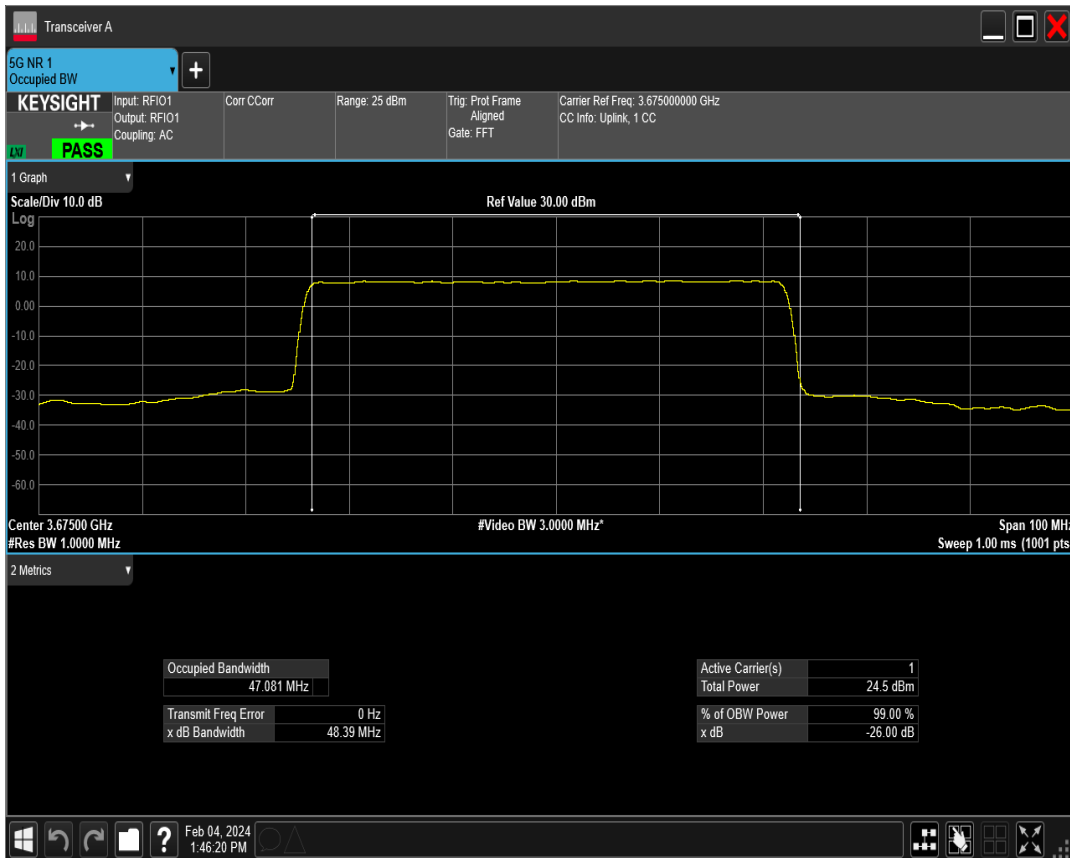 Transceiver A
5G NR 1
Occupied BW
KEYSIGHT
LXI
PASS
Input: RFIO1
Output: RFIO1
Coupling: AC
Corr CCorr
Range: 25 dBm
Trig: Prot Frame
Aligned
Gate: FFT
Carrier Ref Freq: 3.675000000 GHz
CC Info: Uplink, 1 CC
1 Graph
Scale/Div 10.0 dB
Ref Value 30.00 dBm
Log
20.0
10.0
0.00
-10.0
-20.0
-30.0
-40.0
-50.0
-60.0
Center 3.67500 GHz
#Video BW 3.0000 MHz*
Span 100 MHz
#Res BW 1.0000 MHz
Sweep 1.00 ms (1001 pts
2 Metrics
Occupied Bandwidth
47.081 MHz
Transmit Freq Error 0 Hz
x dB Bandwidth 48.39 MHz
Active Carrier(s) 1
Total Power 24.5 dBm
% of OBW Power 99.00 %
x dB -26.00 dB
?
Feb 04, 2024
1:46:20 PM